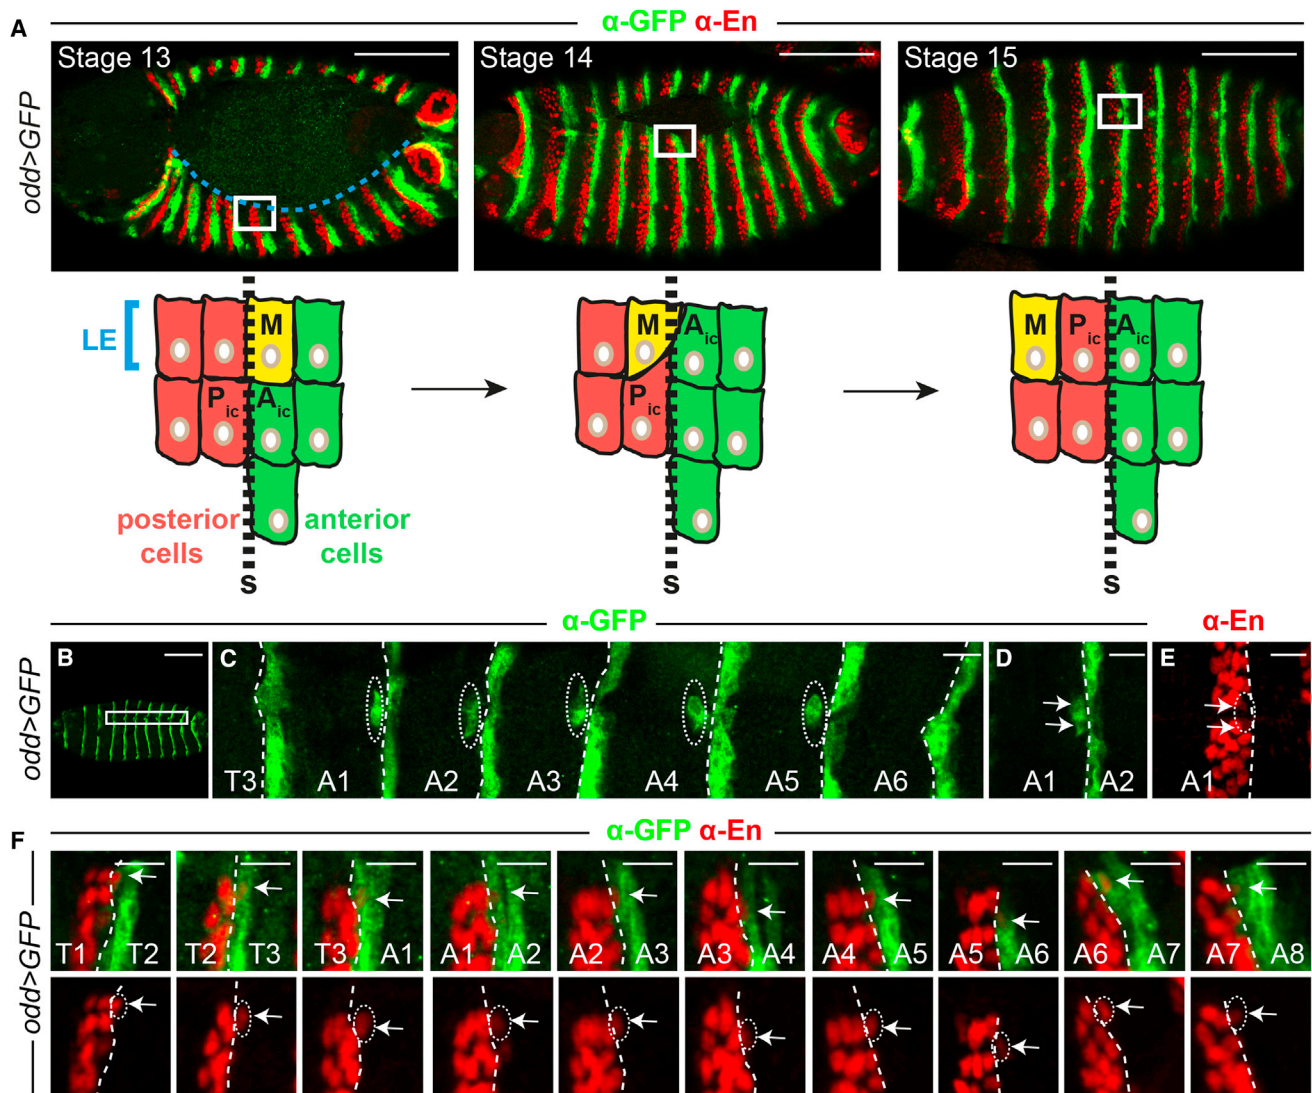 A
α-GFP α-En
odd>GFP
Stage 13
Stage 14
Stage 15
LE
M
Pic
Aic
posterior cells
anterior cells
s
M
Aic
Pic
s
M
Pic
Aic
s
α-GFP
α-En
odd>GFP
B
C
T3 A1 A2 A3 A4 A5 A6
D
A1 A2
E
A1
F
α-GFP α-En
odd>GFP
T1 T2
T2 T3
T3 A1
A1 A2
A2 A3
A3 A4
A4 A5
A5 A6
A6 A7
A7 A8